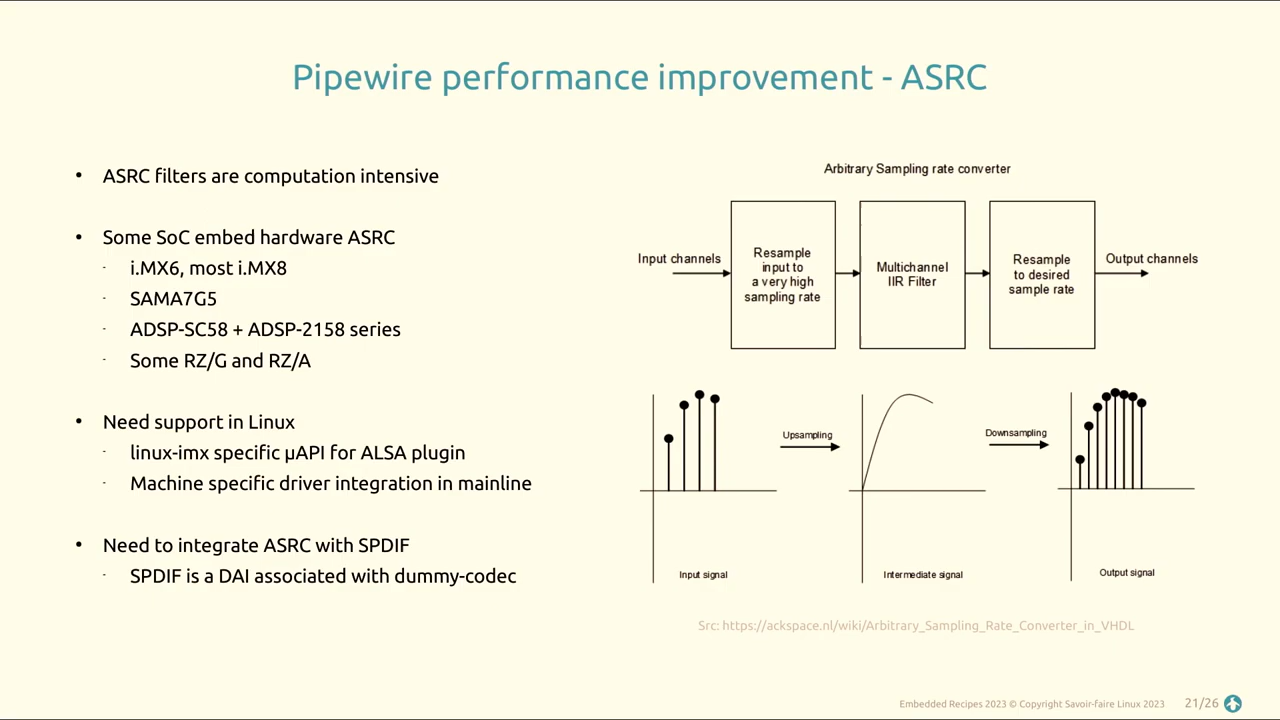 Pipewire performance improvement - ASRC
• ASRC filters are computation intensive
• Some SoC embed hardware ASRC
- i.MX6, most i.MX8
- SAMA7G5
- ADSP-SC58 + ADSP-2158 series
- Some RZ/G and RZ/A
• Need support in Linux
- linux-imx specific µAPI for ALSA plugin
- Machine specific driver integration in mainline
• Need to integrate ASRC with SPDIF
- SPDIF is a DAI associated with dummy-codec
Arbitrary Sampling rate converter
Input channels
Resample
input to
a very high
sampling rate
Multichannel
IIR Filter
Resample
to desired
sample rate
Output channels
Upsampling
Downsampling
Input signal
Intermediate signal
Output signal
Src: https://ackspace.nl/wiki/Arbitrary_Sampling_Rate_Converter_in_VHDL
Embedded Recipes 2023 © Copyright Savoir-faire Linux 2023
21/26